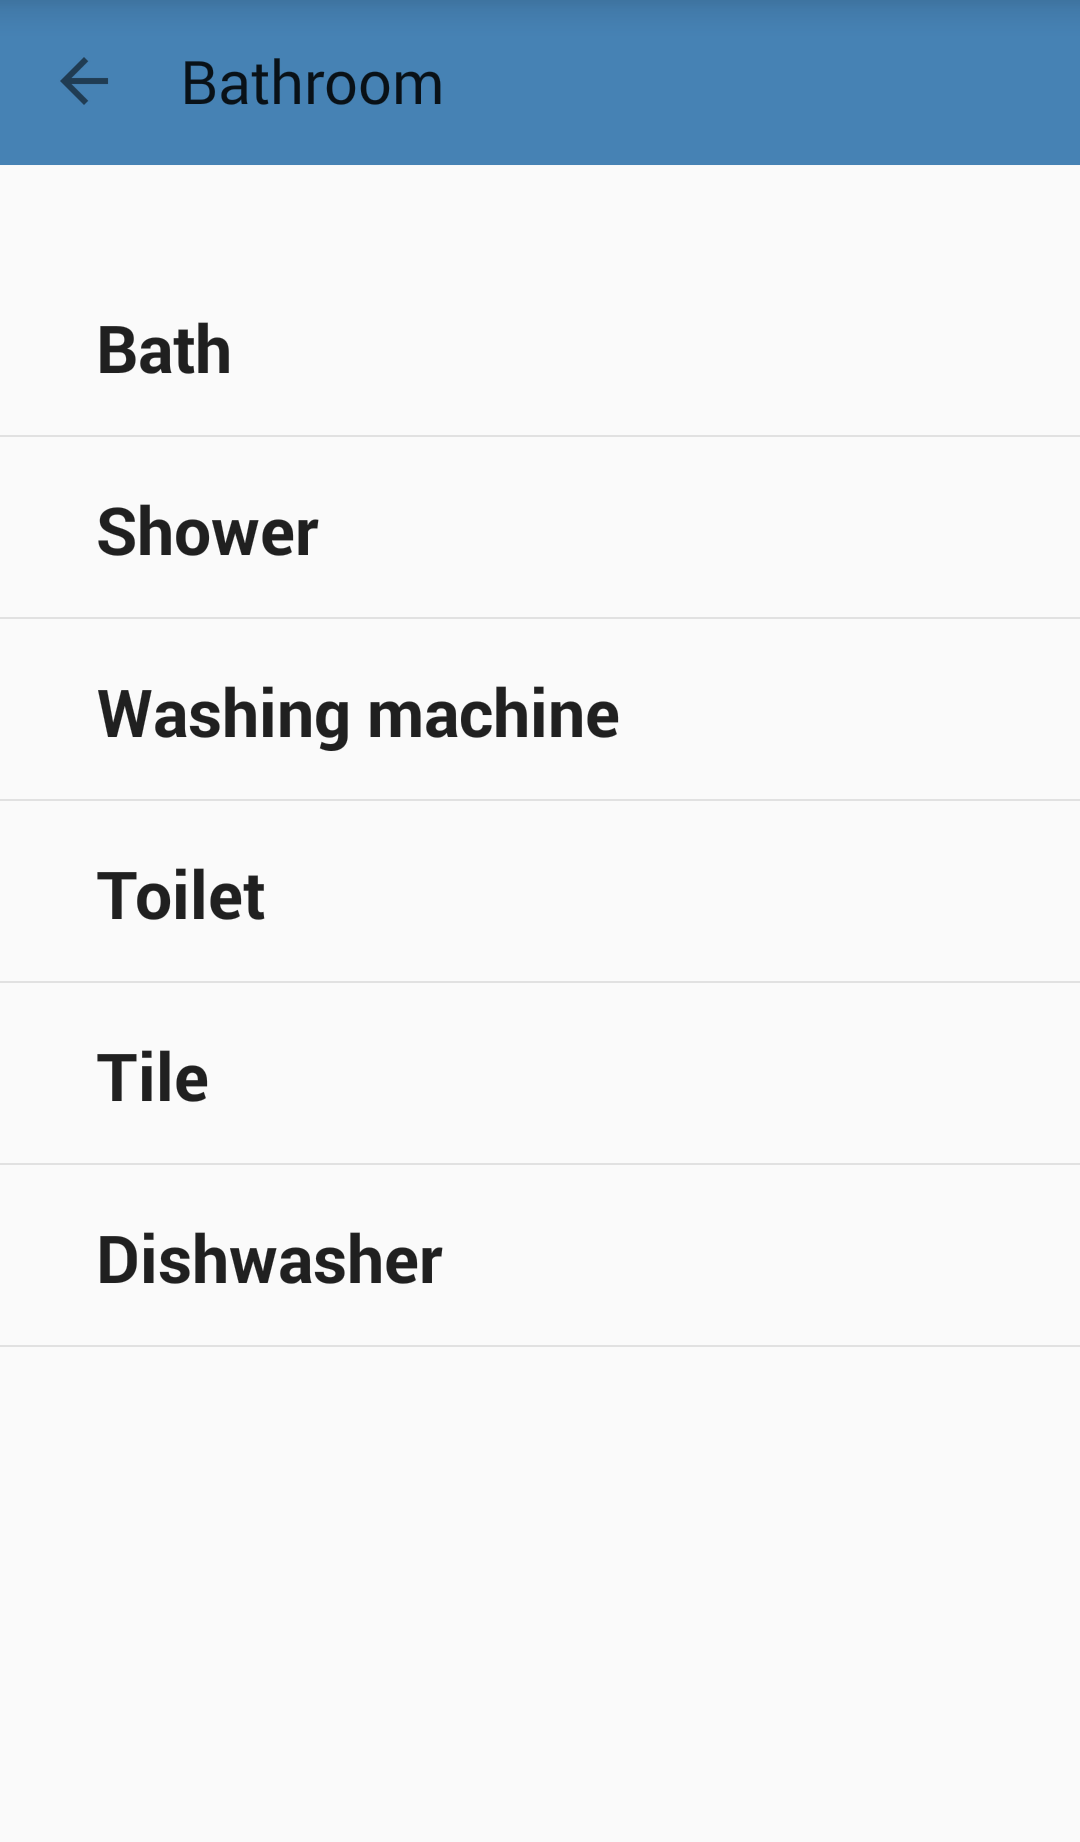 Bathroom
Bath
Shower
Washing machine
Toilet
Tile
Dishwasher